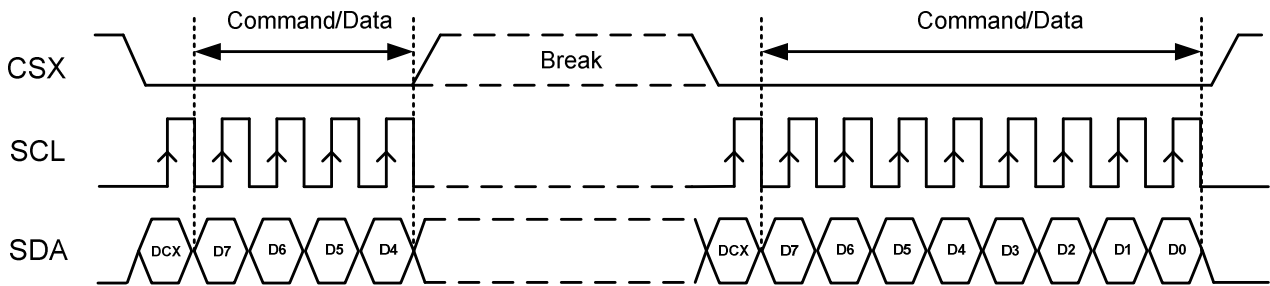 Command/Data Command/Data
CSX Break
SCL
SDA DCX D7 D6 D5 D4 DCX D7 D6 D5 D4 D3 D2 D1 D0